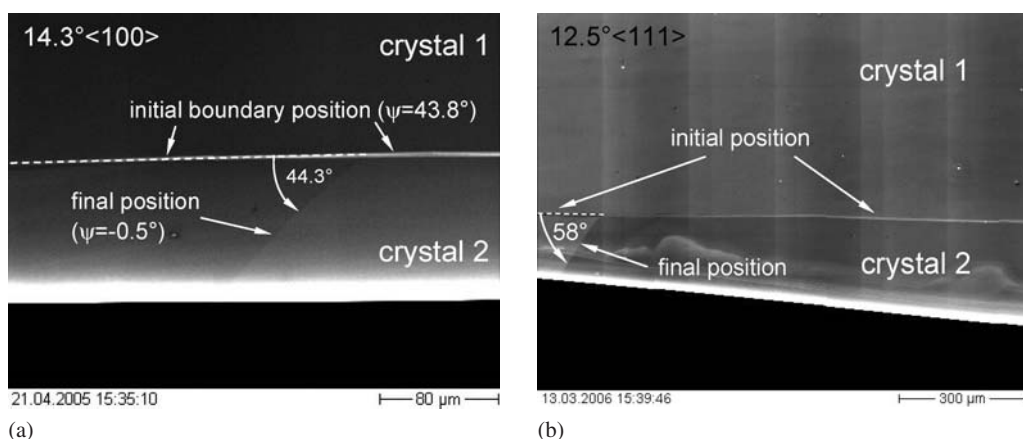 14.3°<100>
crystal 1
initial boundary position (ψ=43.8°)
44.3°
final position
(ψ=-0.5°)
crystal 2
21.04.2005 15:35:10
80 µm
(a)
12.5°<111>
crystal 1
initial position
58°
final position
crystal 2
13.03.2006 15:39:46
300 µm
(b)